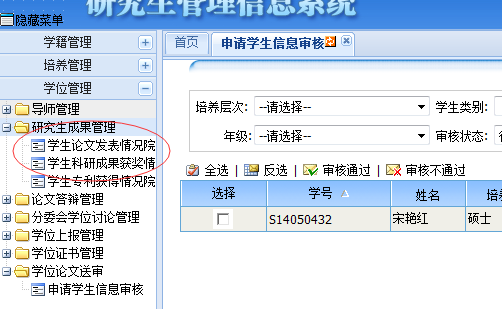 研究生管理信息系统
隐藏菜单
学籍管理
培养管理
学位管理
导师管理
研究生成果管理
学生论文发表情况院
学生科研成果获奖情
学生专利获得情况院
论文答辩管理
分委会学位讨论管理
学位上报管理
学位证书管理
学位论文送审
申请学生信息审核
首页 申请学生信息审核
培养层次: --请选择-- 学生类别:
年级: --请选择-- 审核状态:
全选 反选 审核通过 审核不通过
选择 学号 姓名 培养
S14050432 宋艳红 硕士